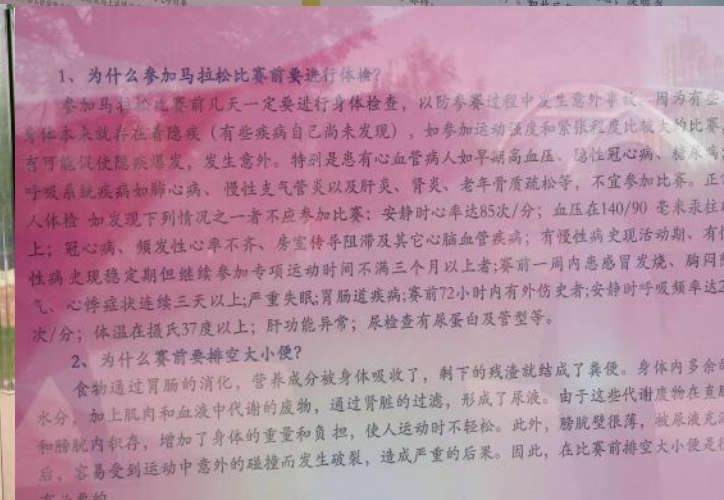 1、为什么参加马拉松比赛前要进行体检?
参加马拉松比赛前几天一定要进行身体检查，以防参赛过程中发生意外事故。因为有些
身体本来就存在着隐疾（有些疾病自己尚未发现），如参加运动强度和紧张程度比较大的比赛，
有可能促使隐疾爆发，发生意外。特别是患有心血管病人如早期高血压、隐性冠心病、糖尿病
呼吸系统疾病如肺心病、慢性支气管炎以及肝炎、肾炎、老年骨质疏松等，不宜参加比赛。正常
人体检 如发现下列情况之一者不应参加比赛：安静时心率达85次/分；血压在140/90 毫米汞柱
上；冠心病、频发性心率不齐、房室传导阻滞及其它心脑血管疾病；有慢性病史现活动期、有慢
性病史现稳定期但继续参加专项运动时间不满三个月以上者;赛前一周内患感冒发烧、胸闷
气、心悸症状连续三天以上;严重失眠;胃肠道疾病;赛前72小时内有外伤史者;安静时呼吸频率达2
次/分；体温在摄氏37度以上；肝功能异常；尿检查有尿蛋白及管型等。
2、为什么赛前要排空大小便?
食物通过胃肠的消化，营养成分被身体吸收了，剩下的残渣就结成了粪便。身体内多余的
水分，加上肌肉和血液中代谢的废物，通过肾脏的过滤，形成了尿液。由于这些代谢废物在直肠
和膀胱内积存，增加了身体的重量和负担，使人运动时不轻松。此外，膀胱壁很薄，被尿液充满
后，容易受到运动中意外的碰撞而发生破裂，造成严重的后果。因此，在比赛前排空大小便是很